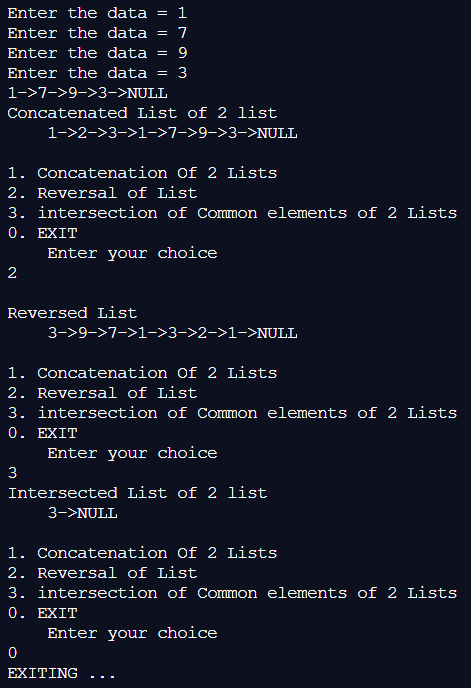 Enter the data = 1
Enter the data = 7
Enter the data = 9
Enter the data = 3
1->7->9->3->NULL
Concatenated List of 2 list
    1->2->3->1->7->9->3->NULL

1. Concatenation Of 2 Lists
2. Reversal of List
3. intersection of Common elements of 2 Lists
0. EXIT
    Enter your choice
2

Reversed List
    3->9->7->1->3->2->1->NULL

1. Concatenation Of 2 Lists
2. Reversal of List
3. intersection of Common elements of 2 Lists
0. EXIT
    Enter your choice
3
Intersected List of 2 list
    3->NULL

1. Concatenation Of 2 Lists
2. Reversal of List
3. intersection of Common elements of 2 Lists
0. EXIT
    Enter your choice
0
EXITING ...